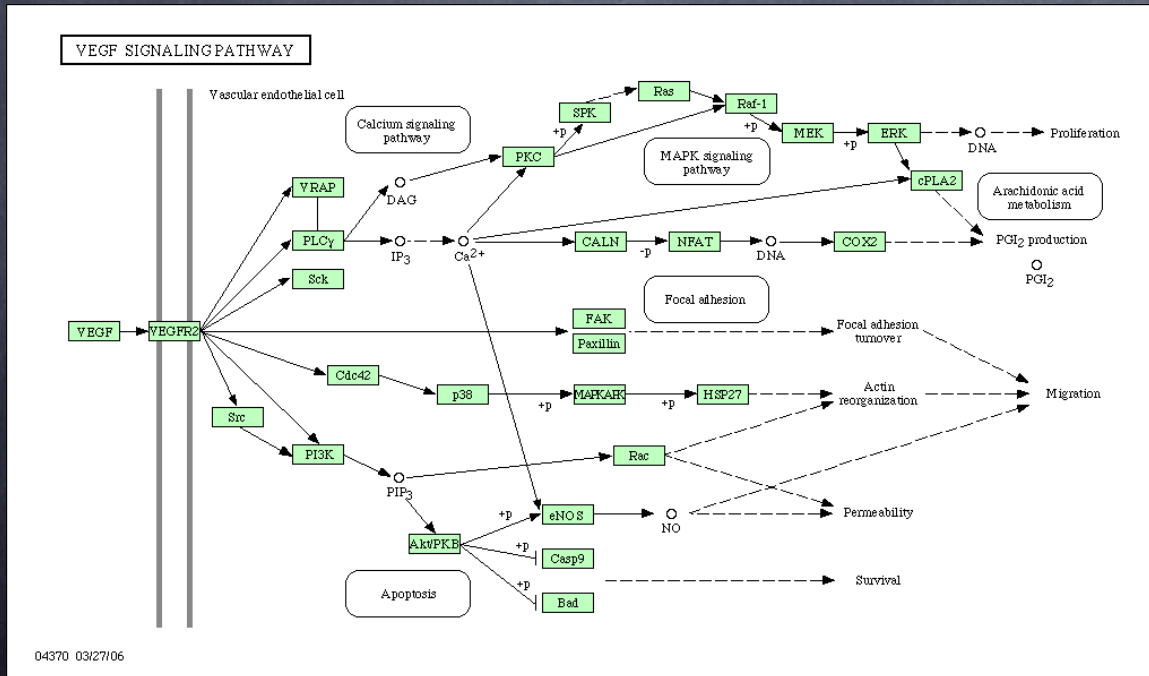 VEGF SIGNALING PATHWAY
Vascular endothelial cell
Calcium signaling
pathway
SPK
Ras
Raf-1
+p
+p
MEK
+p
ERK
DNA
Proliferation
PKC
MAPK signaling
pathway
VRAP
DAG
cPLA2
Arachidonic acid
metabolism
PLCγ
IP3
Ca2+
CALN
-p
NFAT
DNA
COX2
PGI2 production
PGI2
Sck
Focal adhesion
VEGF
VEGFR2
FAK
Paxillin
Focal adhesion
turnover
Cdc42
p38
+p
MAPKAPK
+p
HSP27
Actin
reorganization
Migration
Src
PI3K
PIP3
Rac
+p
eNOS
NO
Permeability
Akt/PKB
+p
Casp9
+p
Bad
Survival
Apoptosis
04370 03/27/06